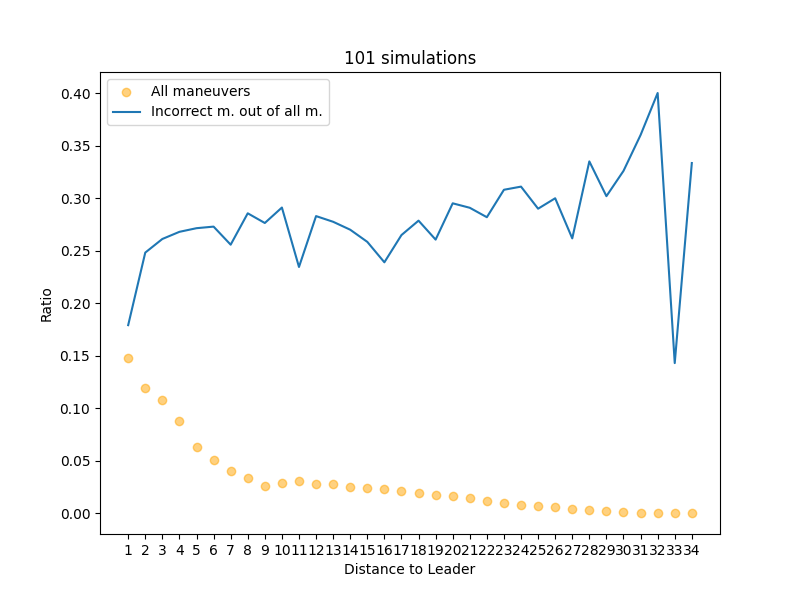 101 simulations
All maneuvers
Incorrect m. out of all m.
0.40
0.35
0.30
0.25
0.20
0.15
0.10
0.05
0.00
Ratio
1 2 3 4 5 6 7 8 9 10 11 12 13 14 15 16 17 18 19 20 21 22 23 24 25 26 27 28 29 30 31 32 33 34
Distance to Leader